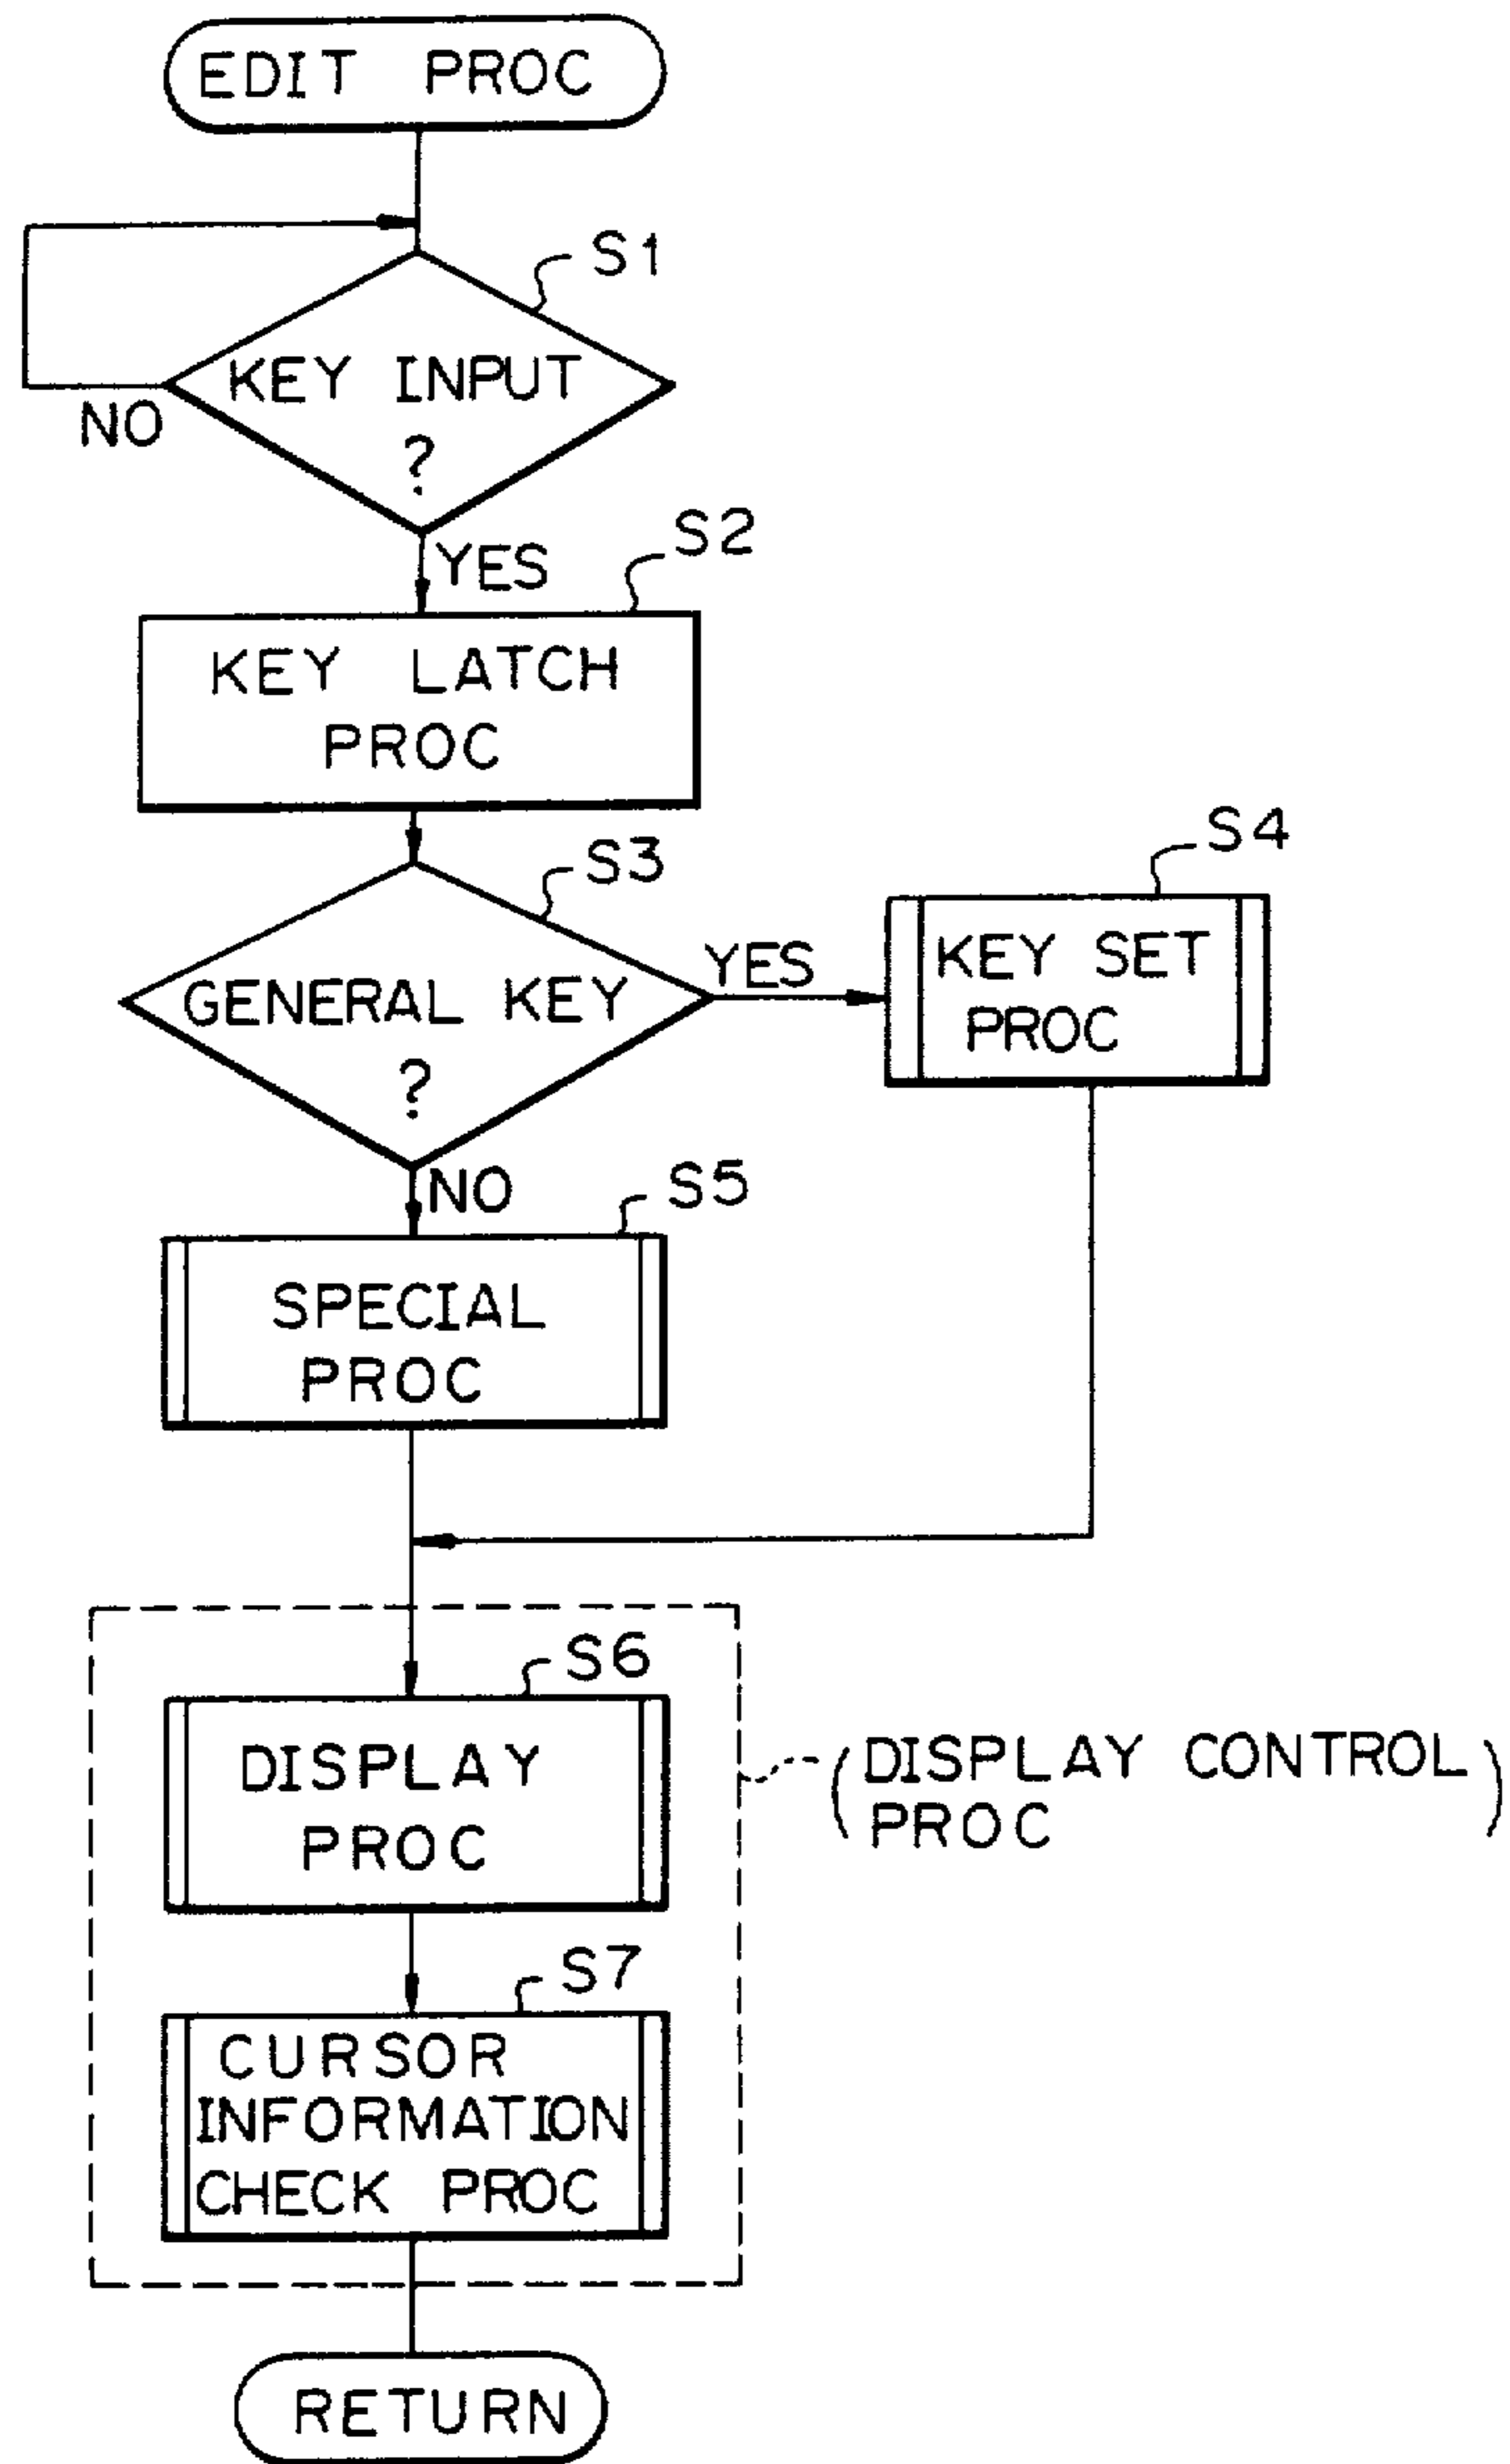 EDIT PROC
S1
KEY INPUT
?
NO
YES
S2
KEY LATCH
PROC
S3
GENERAL KEY
?
YES
S4
KEY SET
PROC
NO
S5
SPECIAL
PROC
S6
DISPLAY
PROC
(DISPLAY CONTROL
PROC)
S7
CURSOR
INFORMATION
CHECK PROC
RETURN